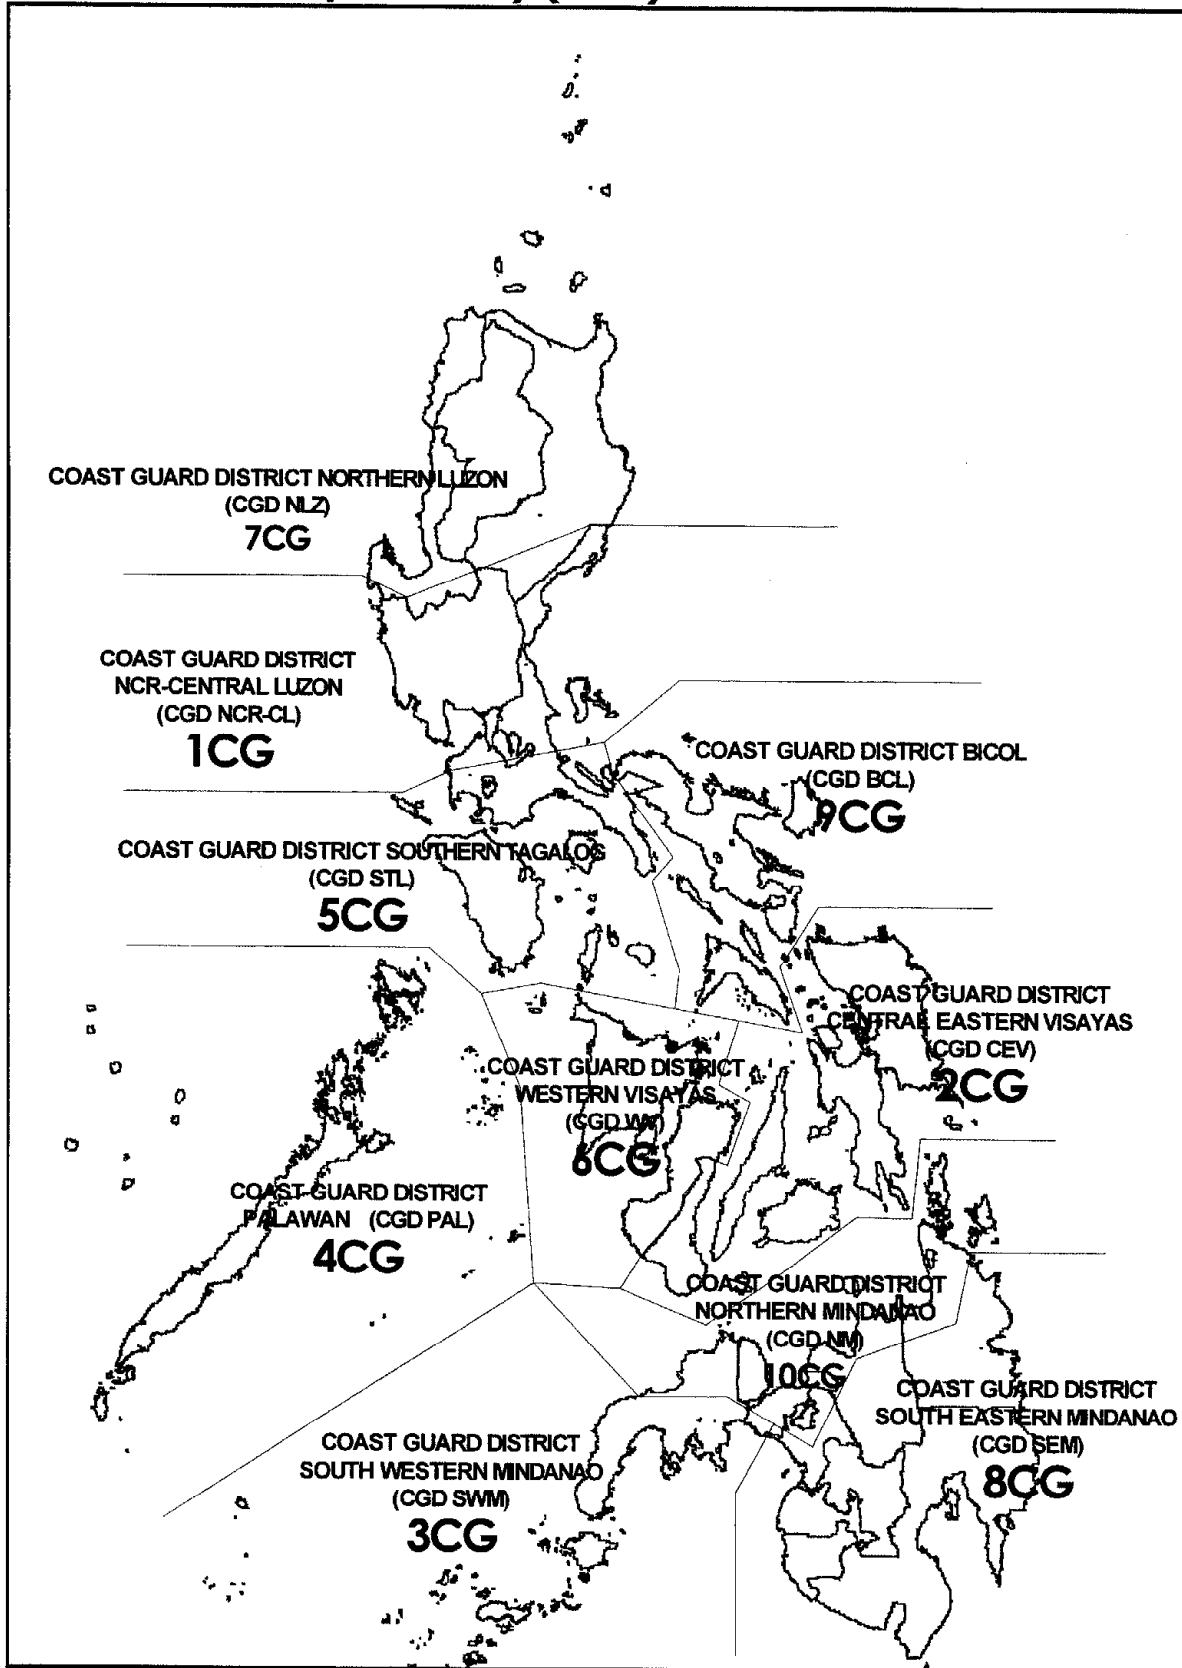 COAST GUARD DISTRICT NORTHERN LUZON
(CGD NLZ)
7CG
COAST GUARD DISTRICT
NCR-CENTRAL LUZON
(CGD NCR-CL)
1CG
COAST GUARD DISTRICT BICOL
(CGD BCL)
9CG
COAST GUARD DISTRICT SOUTHERN TAGALOG
(CGD STL)
5CG
COAST GUARD DISTRICT
CENTRAL EASTERN VISAYAS
(CGD CEV)
2CG
COAST GUARD DISTRICT
WESTERN VISAYAS
(CGD WV)
6CG
COAST GUARD DISTRICT
PALAWAN (CGD PAL)
4CG
COAST GUARD DISTRICT
NORTHERN MINDANAO
(CGD NM)
10CG
COAST GUARD DISTRICT
SOUTH EASTERN MINDANAO
(CGD SEM)
8CG
COAST GUARD DISTRICT
SOUTH WESTERN MINDANAO
(CGD SWM)
3CG